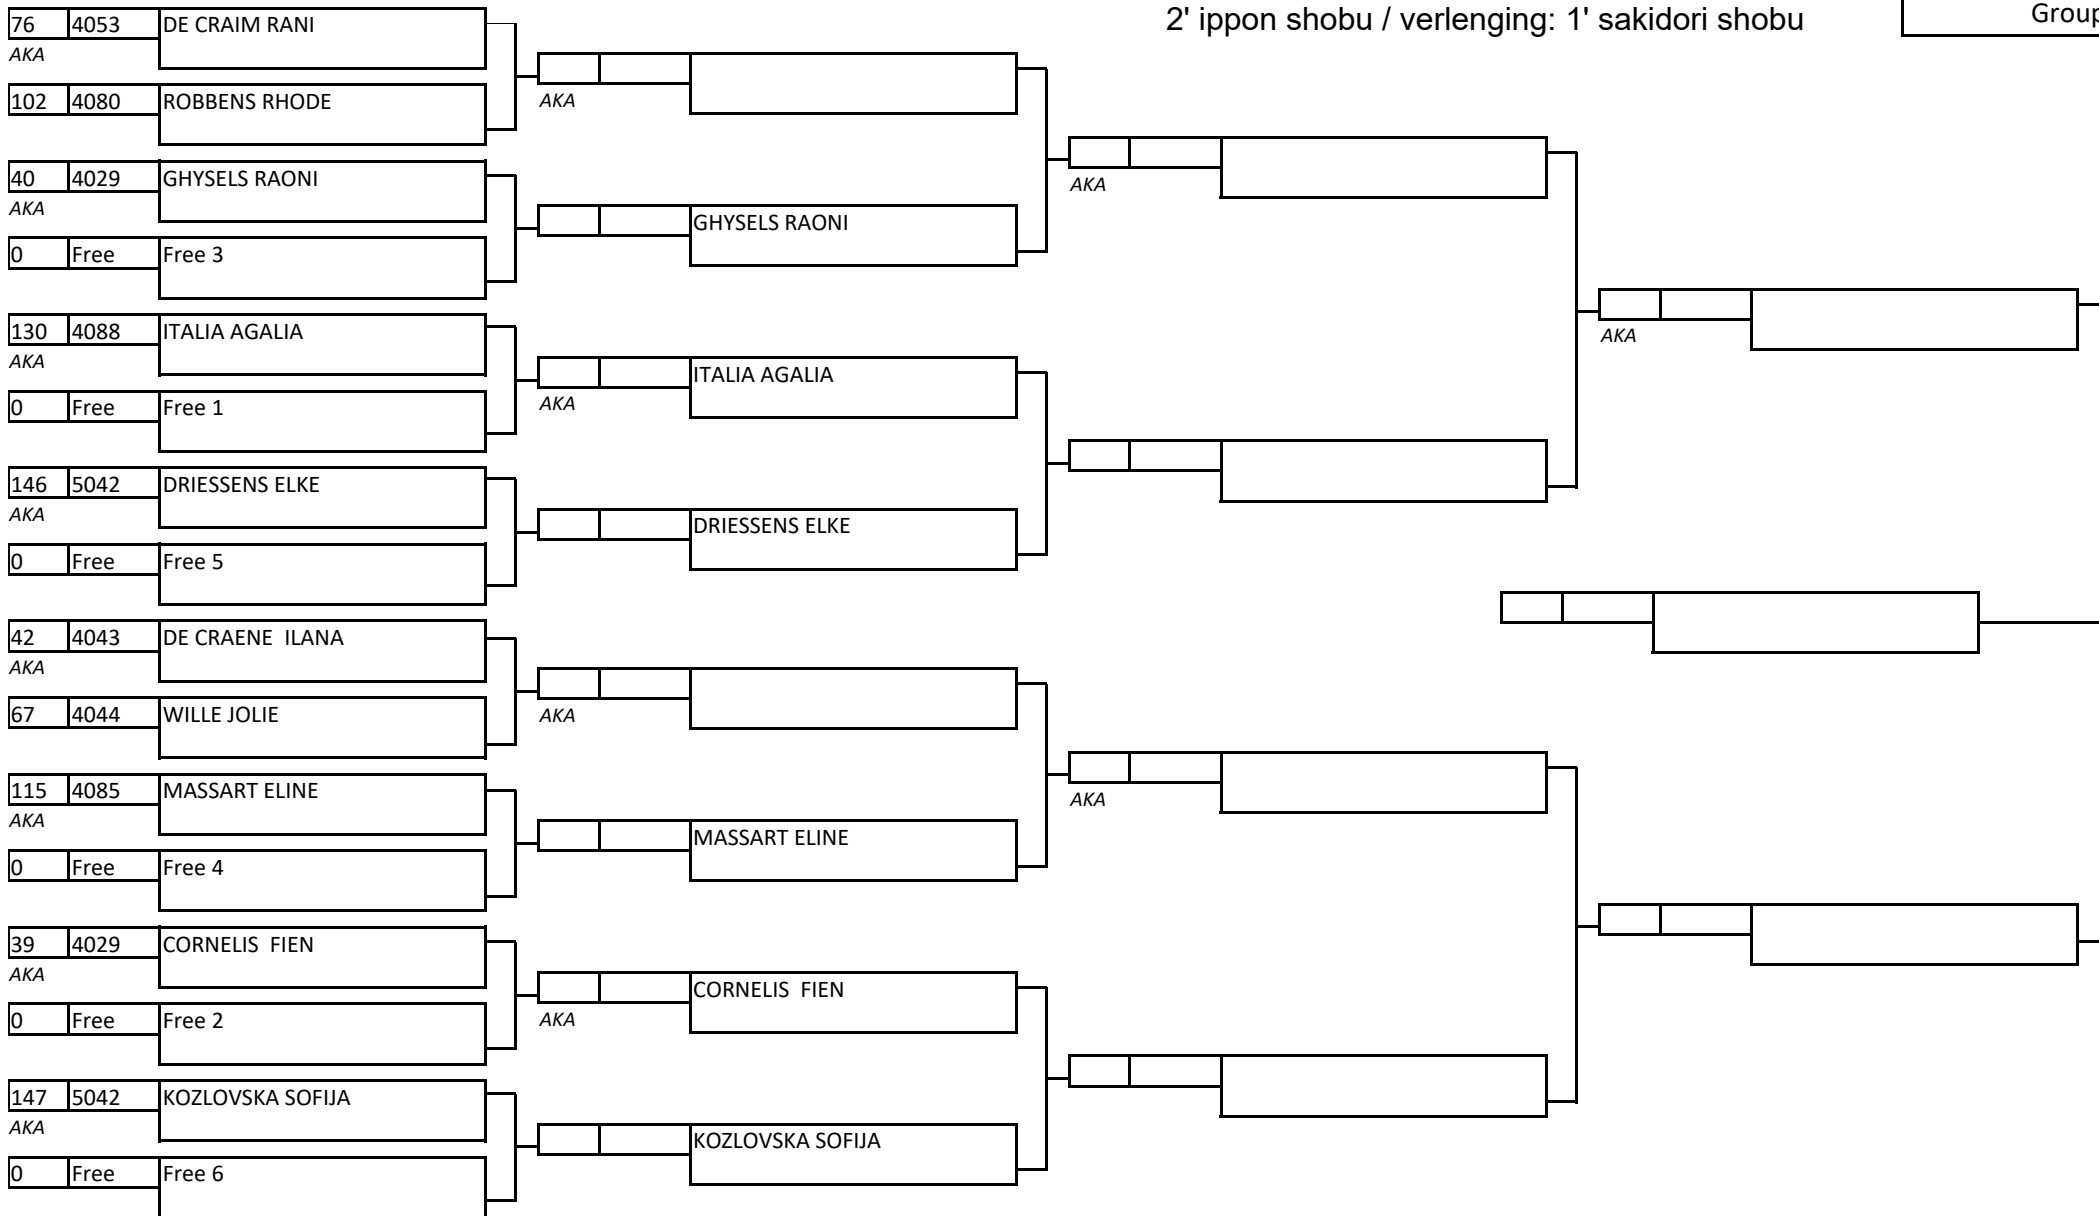 2' ippon shobu / verlenging: 1' sakidori shobu
Group
76 4053 DE CRAIM RANI
AKA
102 4080 ROBBENS RHODE
AKA
40 4029 GHYSELS RAONI
AKA
AKA
GHYSELS RAONI
0 Free Free 3
130 4088 ITALIA AGALIA
AKA
AKA
ITALIA AGALIA
AKA
0 Free Free 1
146 5042 DRIESSENS ELKE
AKA
DRIESSENS ELKE
0 Free Free 5
42 4043 DE CRAENE  ILANA
AKA
67 4044 WILLE JOLIE
AKA
115 4085 MASSART ELINE
AKA
AKA
MASSART ELINE
0 Free Free 4
39 4029 CORNELIS  FIEN
AKA
CORNELIS  FIEN
0 Free Free 2
AKA
147 5042 KOZLOVSKA SOFIJA
AKA
KOZLOVSKA SOFIJA
0 Free Free 6